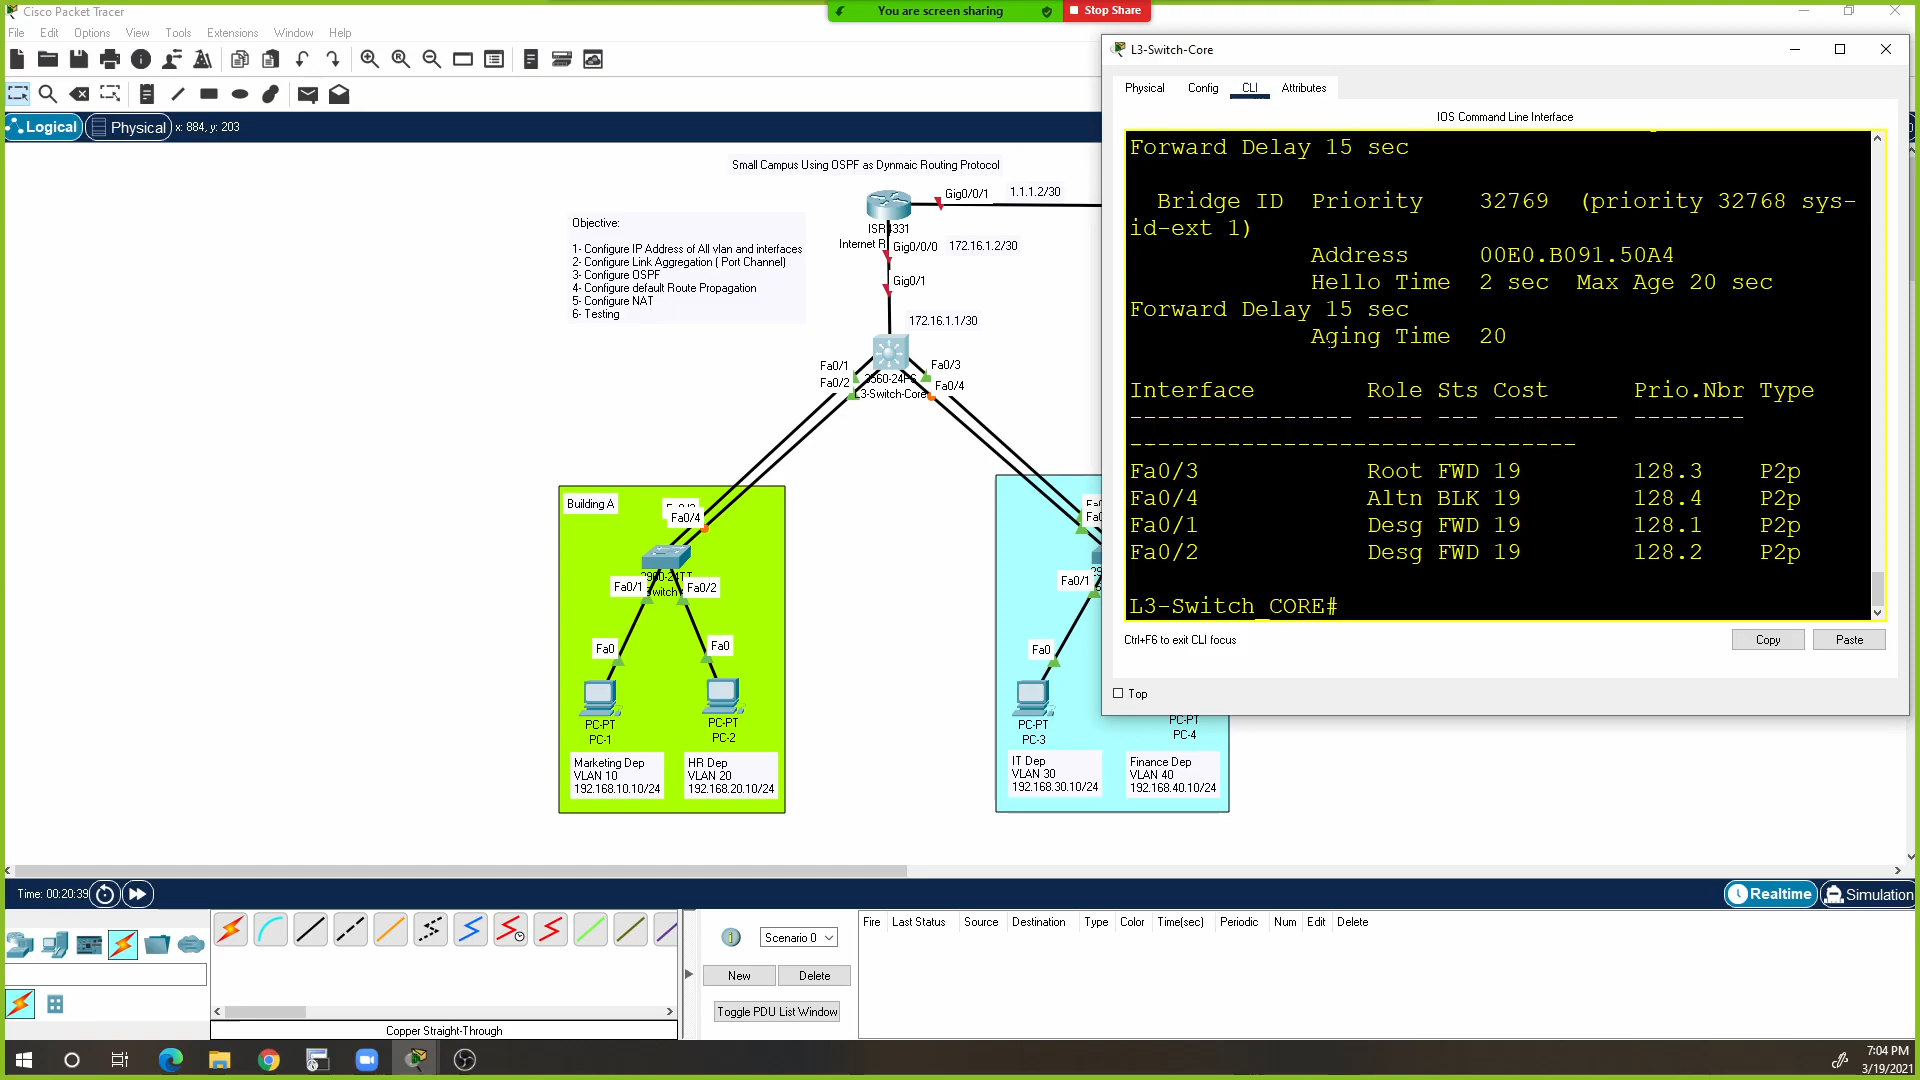 Cisco Packet Tracer
You are screen sharing
Stop Share
File Edit Options View Tools Extensions Window Help
Logical
Physical
x: 884, y: 203
Small Campus Using OSPF as Dynmaic Routing Protocol
Gig0/0/1
1.1.1.2/30
Objective:
1- Configure IP Address of All vlan and interfaces
2- Configure Link Aggregation ( Port Channel)
3- Configure OSPF
4- Configure default Route Propagation
5- Configure NAT
6- Testing
Internet R
Gig0/0/0
172.16.1.2/30
Gig0/1
172.16.1.1/30
Fa0/1
Fa0/2
Fa0/3
Fa0/4
L3-Switch-Core
Building A
Fa0/4
Fa0/1
Fa0/2
Fa0
Fa0
PC-PT
PC-1
PC-PT
PC-2
Marketing Dep
VLAN 10
192.168.10.10/24
HR Dep
VLAN 20
192.168.20.10/24
Fa0/1
Fa0
PC-PT
PC-3
PC-PT
PC-4
IT Dep
VLAN 30
192.168.30.10/24
Finance Dep
VLAN 40
192.168.40.10/24
L3-Switch-Core
Physical Config CLI Attributes
IOS Command Line Interface
Forward Delay 15 sec
Bridge ID Priority 32769 (priority 32768 sys-
id-ext 1)
Address 00E0.B091.50A4
Hello Time 2 sec Max Age 20 sec
Forward Delay 15 sec
Aging Time 20
Interface Role Sts Cost Prio.Nbr Type
---------------- ---- --- --------- --------
--------------------------------
Fa0/3 Root FWD 19 128.3 P2p
Fa0/4 Altn BLK 19 128.4 P2p
Fa0/1 Desg FWD 19 128.1 P2p
Fa0/2 Desg FWD 19 128.2 P2p
L3-Switch_CORE#
Ctrl+F6 to exit CLI focus
Copy
Paste
Top
Time: 00:20:39
Realtime
Simulation
Scenario 0
New
Delete
Toggle PDU List Window
Fire Last Status Source Destination Type Color Time(sec) Periodic Num Edit Delete
Copper Straight-Through
7:04 PM
3/19/2021